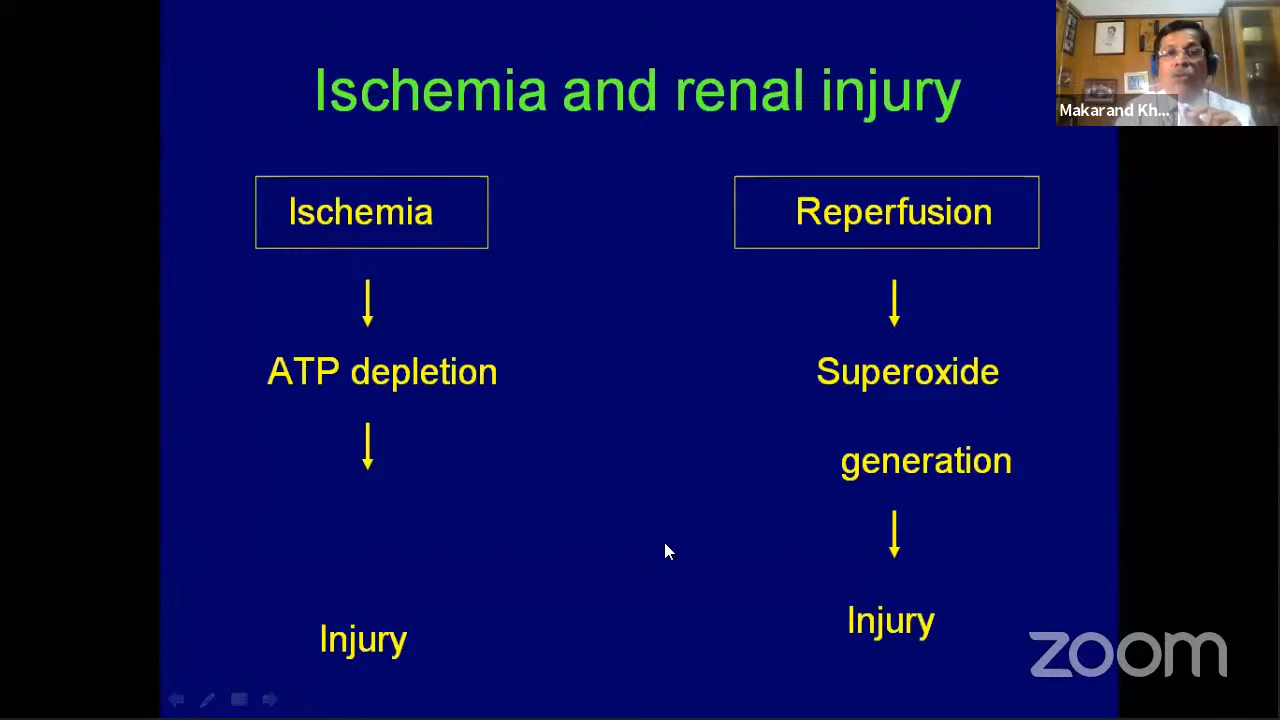 Ischemia and renal injury
Makarand Kh...
Ischemia
Reperfusion
ATP depletion
Superoxide
generation
Injury
Injury
zoom